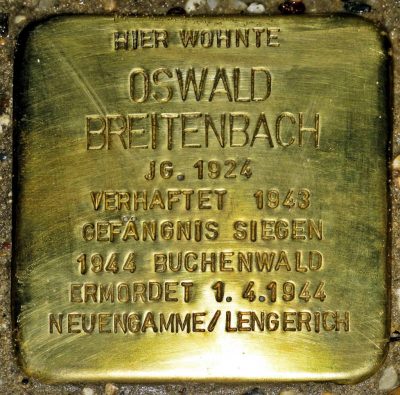 HIER WOHNTE
OSWALD
BREITENBACH
JG. 1924
VERHAFTET 1943
GEFÄNGNIS SIEGEN
1944 BUCHENWALD
ERMORDET 1.4.1944
NEUENGAMME/LENGERICH